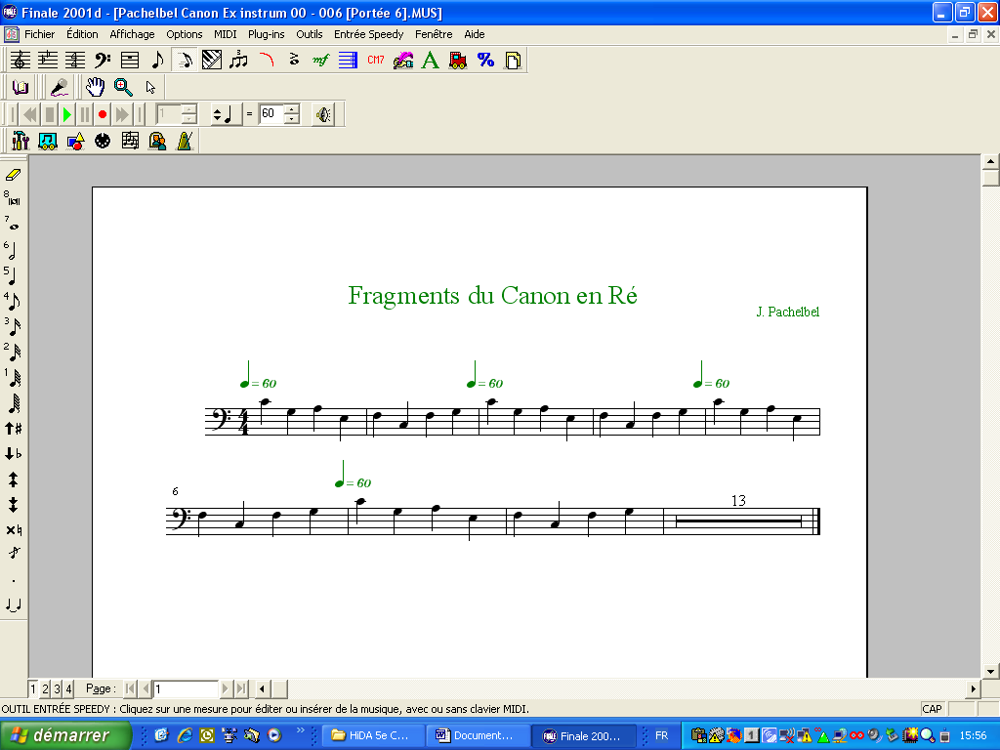 Finale 2001d - [Pachelbel Canon Ex instrum 00 - 006 [Portée 6].MUS]
Fichier Édition Affichage Options MIDI Plug-ins Outils Entrée Speedy Fenêtre Aide
mf CM7 A %
1 = 60
8
7
6
5
4
3
2
1
Fragments du Canon en Ré
J. Pachelbel
= 60 = 60 = 60
4
4
6 = 60
13
1 2 3 4 Page : 1
OUTIL ENTRÉE SPEEDY : Cliquez sur une mesure pour éditer ou insérer de la musique, avec ou sans clavier MIDI. CAP
démarrer HiDA 5e C... Document... Finale 200... FR 15:56